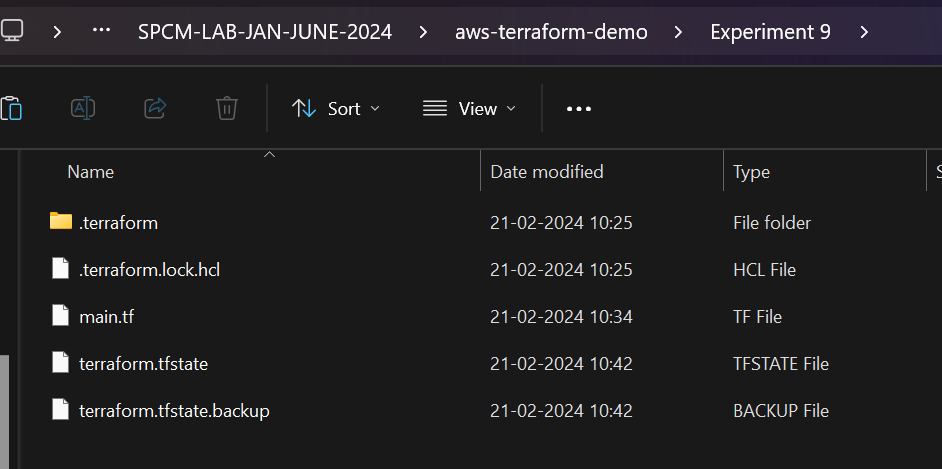 SPCM-LAB-JAN-JUNE-2024 > aws-terraform-demo > Experiment 9 >
Sort View
Name Date modified Type S
.terraform 21-02-2024 10:25 File folder
.terraform.lock.hcl 21-02-2024 10:25 HCL File
main.tf 21-02-2024 10:34 TF File
terraform.tfstate 21-02-2024 10:42 TFSTATE File
terraform.tfstate.backup 21-02-2024 10:42 BACKUP File